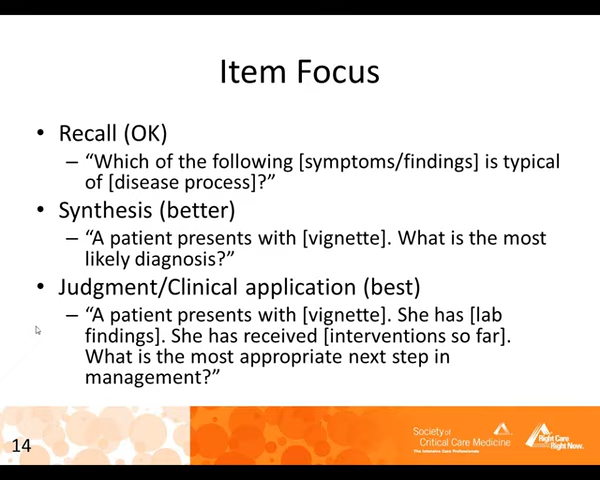 Item Focus
• Recall (OK)
– “Which of the following [symptoms/findings] is typical
of [disease process]?”
• Synthesis (better)
– “A patient presents with [vignette]. What is the most
likely diagnosis?”
• Judgment/Clinical application (best)
– “A patient presents with [vignette]. She has [lab
findings]. She has received [interventions so far].
What is the most appropriate next step in
management?”
14
Society of
Critical Care Medicine
The Intensive Care Professionals
Right Care
Right Now.